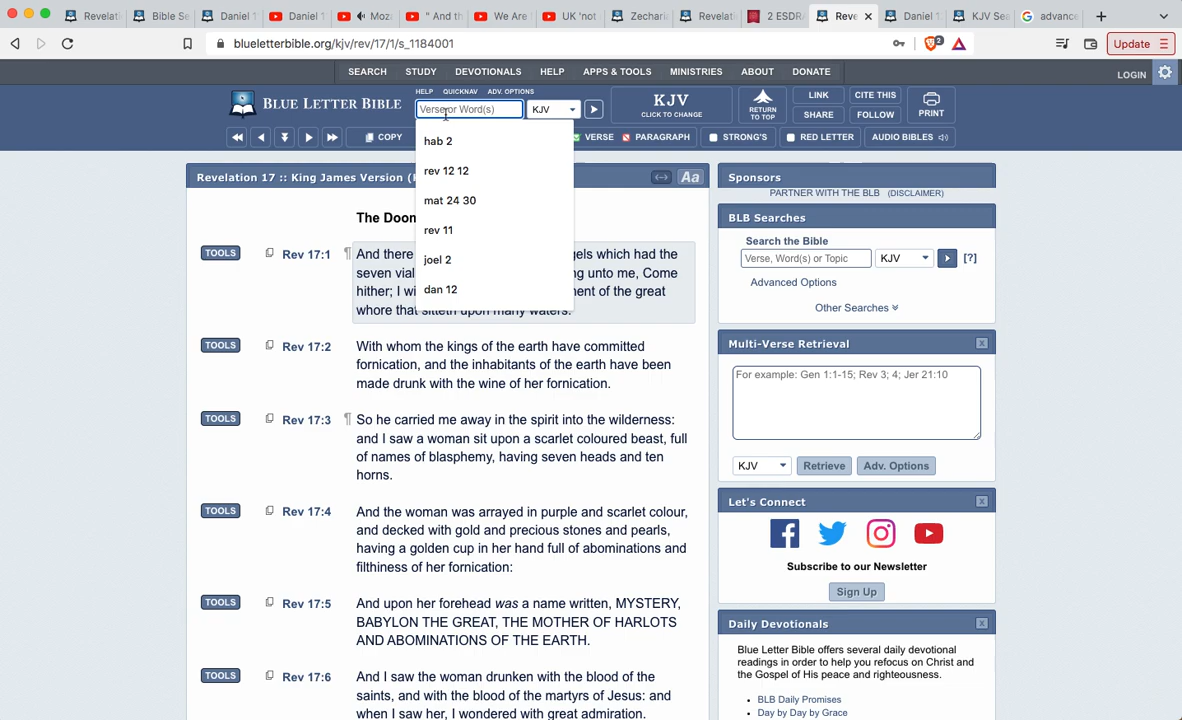 Revelati
Bible Se
Daniel 1
Daniel 1
Moza
" And th
We Are
UK 'not
Zechari
Revelati
2 ESDRA
Reve
Daniel 1
KJV Sea
advance
blueletterbible.org/kjv/rev/17/1/s_1184001
2
Update
SEARCH STUDY DEVOTIONALS HELP APPS & TOOLS MINISTRIES ABOUT DONATE
LOGIN
HELP QUICKNAV ADV. OPTIONS
BLUE LETTER BIBLE
Verse or Word(s)
KJV
KJV
CLICK TO CHANGE
RETURN
TO TOP
LINK
CITE THIS
SHARE
FOLLOW
PRINT
COPY
VERSE
PARAGRAPH
STRONG'S
RED LETTER
AUDIO BIBLES
hab 2
rev 12 12
mat 24 30
rev 11
joel 2
dan 12
Revelation 17 :: King James Version (
Aa
The Doom
TOOLS
Rev 17:1
¶ And there
gels which had the
seven vial
ng unto me, Come
hither; I wi
ment of the great
whore that sitteth upon many waters:
TOOLS
Rev 17:2
With whom the kings of the earth have committed
fornication, and the inhabitants of the earth have been
made drunk with the wine of her fornication.
TOOLS
Rev 17:3
¶ So he carried me away in the spirit into the wilderness:
and I saw a woman sit upon a scarlet coloured beast, full
of names of blasphemy, having seven heads and ten
horns.
TOOLS
Rev 17:4
And the woman was arrayed in purple and scarlet colour,
and decked with gold and precious stones and pearls,
having a golden cup in her hand full of abominations and
filthiness of her fornication:
TOOLS
Rev 17:5
And upon her forehead was a name written, MYSTERY,
BABYLON THE GREAT, THE MOTHER OF HARLOTS
AND ABOMINATIONS OF THE EARTH.
TOOLS
Rev 17:6
And I saw the woman drunken with the blood of the
saints, and with the blood of the martyrs of Jesus: and
when I saw her, I wondered with great admiration.
Sponsors
PARTNER WITH THE BLB (DISCLAIMER)
BLB Searches
Search the Bible
Verse, Word(s) or Topic
KJV
[?]
Advanced Options
Other Searches
Multi-Verse Retrieval
For example: Gen 1:1-15; Rev 3; 4; Jer 21:10
KJV
Retrieve
Adv. Options
Let's Connect
Subscribe to our Newsletter
Sign Up
Daily Devotionals
Blue Letter Bible offers several daily devotional
readings in order to help you refocus on Christ and
the Gospel of His peace and righteousness.
• BLB Daily Promises
• Day by Day by Grace